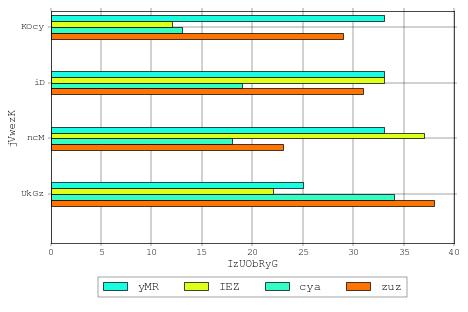 KOcy
iD
ncM
UkGz
jVwezK
0 5 10 15 20 25 30 35 40
IzUObRyG
yMR IEZ cya zuz